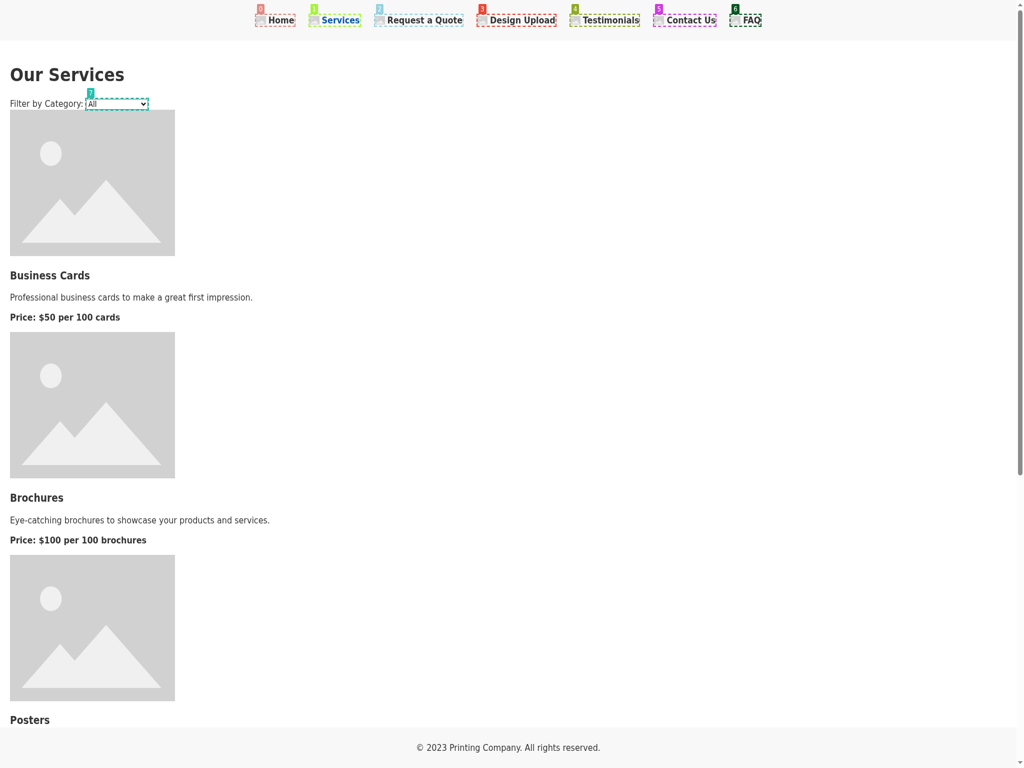 0 1 2 3 4 5 6
Home Services Request a Quote Design Upload Testimonials Contact Us FAQ
Our Services
7
Filter by Category: All
Business Cards
Professional business cards to make a great first impression.
Price: $50 per 100 cards
Brochures
Eye-catching brochures to showcase your products and services.
Price: $100 per 100 brochures
Posters
© 2023 Printing Company. All rights reserved.